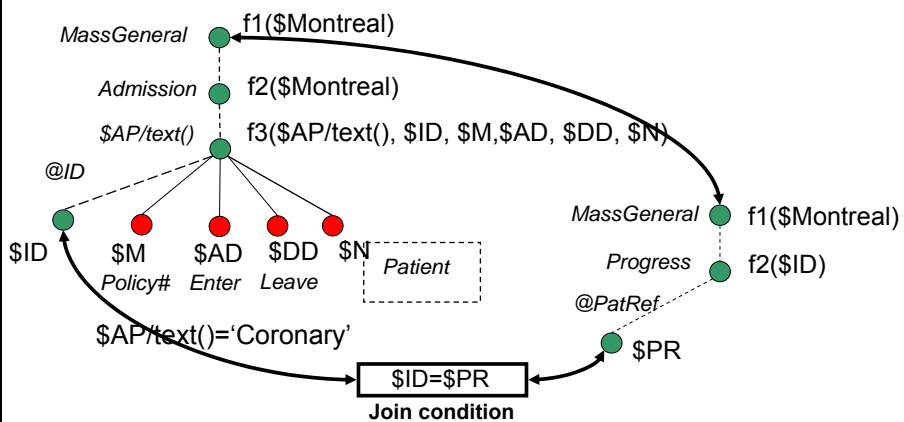 MassGeneral f1($Montreal)
Admission f2($Montreal)
$AP/text() f3($AP/text(), $ID, $M,$AD, $DD, $N)
@ID
$ID $M $AD $DD $N
Policy# Enter Leave Patient
$AP/text()=‘Coronary’
MassGeneral f1($Montreal)
Progress f2($ID)
@PatRef
$PR
$ID=$PR
Join condition